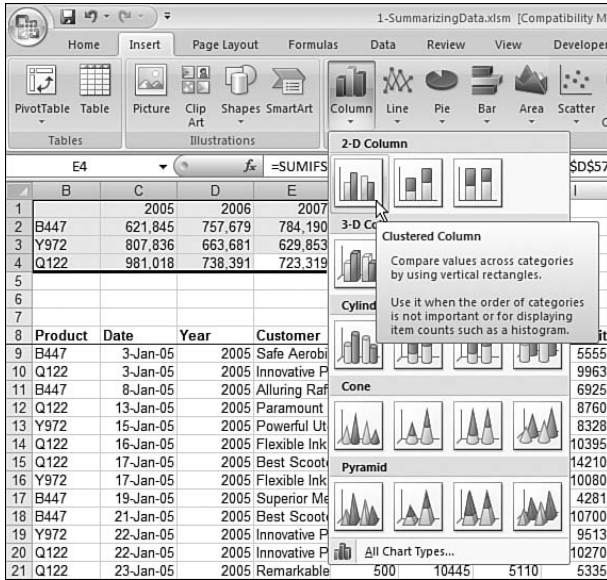 1-SummarizingData.xlsm [Compatibility M
Home Insert Page Layout Formulas Data Review View Develope
PivotTable Table Picture Clip Art Shapes SmartArt Column Line Pie Bar Area Scatter
Tables Illustrations
2-D Column
E4 fx =SUMIFS $D$57
B C D E I
1 2005 2006 2007
2 B447 621,845 757,679 784,190
3 Y972 807,836 663,681 629,853
4 Q122 981,018 738,391 723,319
3-D Co
Clustered Column
Compare values across categories
by using vertical rectangles.
Use it when the order of categories
is not important or for displaying
item counts such as a histogram.
5
6
7
Cylind
8 Product Date Year Customer it
9 B447 3-Jan-05 2005 Safe Aerobi 5555
10 Q122 3-Jan-05 2005 Innovative P 9963
11 B447 8-Jan-05 2005 Alluring Raf 6925
Cone
12 Q122 13-Jan-05 2005 Paramount 8760
13 Y972 15-Jan-05 2005 Powerful Ut 8328
14 Q122 16-Jan-05 2005 Flexible Ink 10395
15 Q122 17-Jan-05 2005 Best Scoot 14210
Pyramid
16 Y972 17-Jan-05 2005 Flexible Ink 10080
17 B447 19-Jan-05 2005 Superior Me 4281
18 B447 21-Jan-05 2005 Best Scoot 10700
19 Y972 22-Jan-05 2005 Innovative P 9513
20 Q122 22-Jan-05 2005 Innovative P 10270
All Chart Types...
21 Q122 23-Jan-05 2005 Remarkable 500 10445 5110 5335